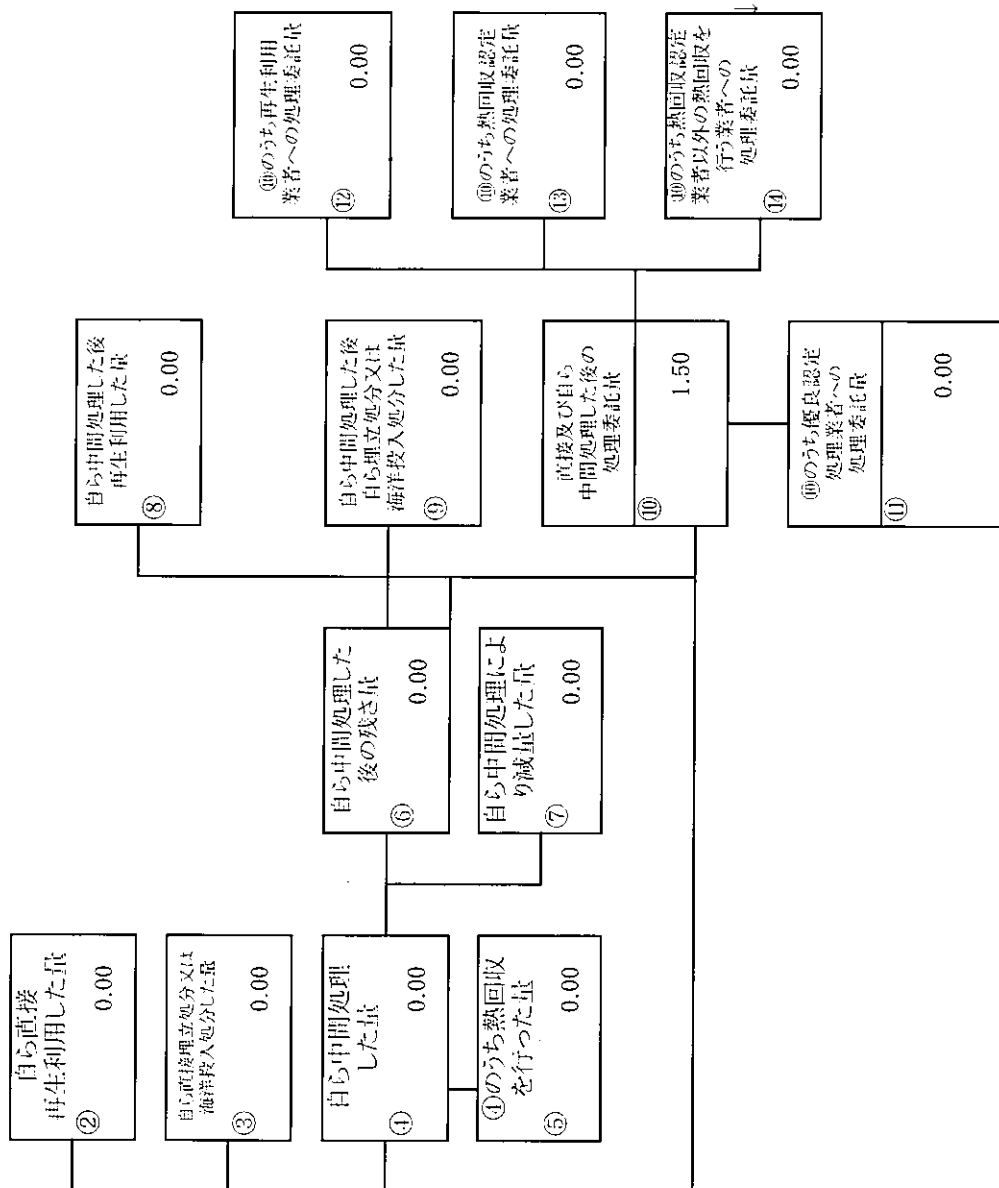 自ら直接
再生利用した量
②
0.00
自ら直接埋立処分又は
海洋投入処分した量
③
0.00
自ら中間処理
した量
④
0.00
④のうち熱回収
を行った量
⑤
0.00
自ら中間処理した
後の残さ量
⑥
0.00
自ら中間処理によ
り減量した量
⑦
0.00
自ら中間処理した後
再生利用した量
⑧
0.00
自ら中間処理した後
自ら埋立処分又は
海洋投入処分した量
⑨
0.00
直接及び自ら
中間処理した後の
処理委託量
⑩
1.50
⑩のうち優良認定
処理業者への
処理委託量
⑪
0.00
⑩のうち再生利用
業者への処理委託量
⑫
0.00
⑩のうち熱回収認定
業者への処理委託量
⑬
0.00
⑩のうち熱回収認定
業者以外の熱回収を
行う業者への
処理委託量
⑭
0.00